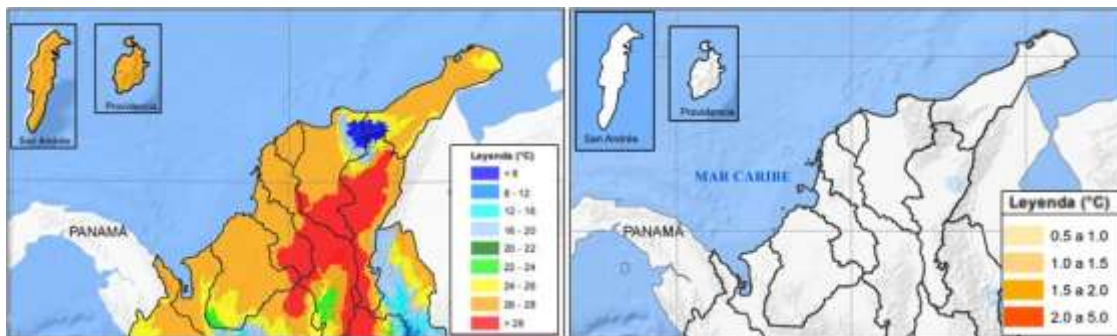 San Andrés
Providencia
PANAMÁ
Leyenda (°C)
< 8
8 - 12
12 - 16
16 - 20
20 - 22
22 - 24
24 - 26
26 - 28
> 28
San Andrés
Providencia
MAR CARIBE
PANAMÁ
Leyenda (°C)
0.5 a 1.0
1.0 a 1.5
1.5 a 2.0
2.0 a 5.0